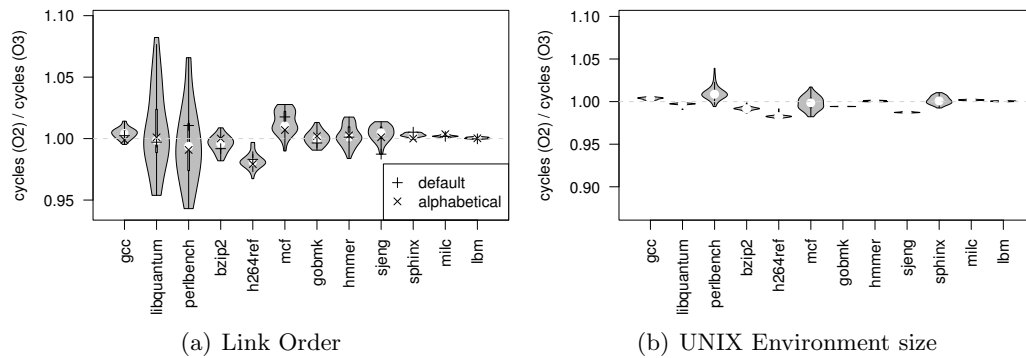 cycles (O2) / cycles (O3)
1.10
1.05
1.00
0.95
default
alphabetical
gcc
libquantum
perlbench
bzip2
h264ref
mcf
gobmk
hmmer
sjeng
sphinx
milc
lbm
(a) Link Order
cycles (O2) / cycles (O3)
1.10
1.05
1.00
0.95
0.90
gcc
libquantum
perlbench
bzip2
h264ref
mcf
gobmk
hmmer
sjeng
sphinx
milc
lbm
(b) UNIX Environment size